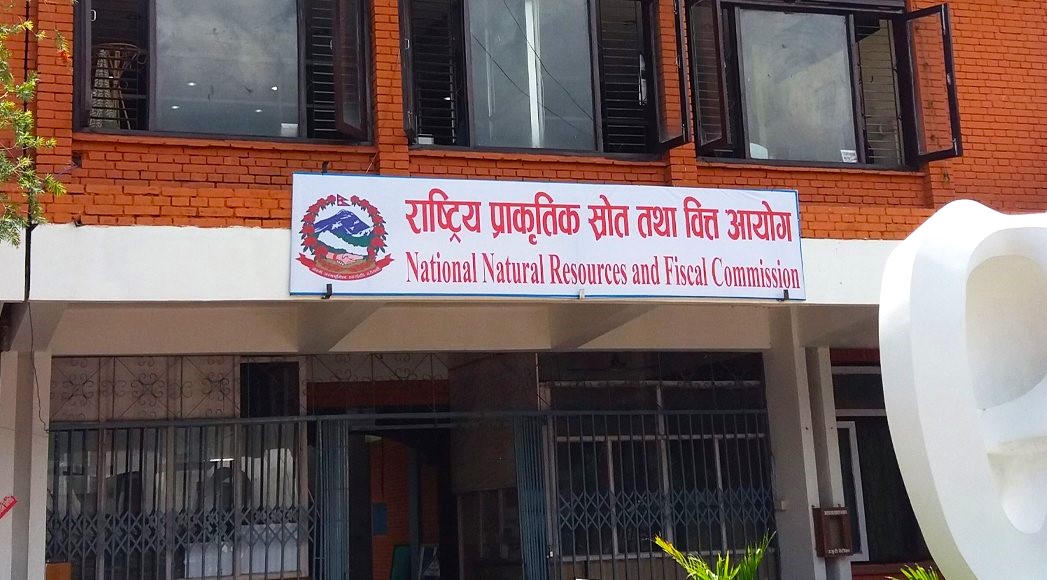 राष्ट्रिय प्राकृतिक स्रोत तथा वित्त आयोग
National Natural Resources and Fiscal Commission